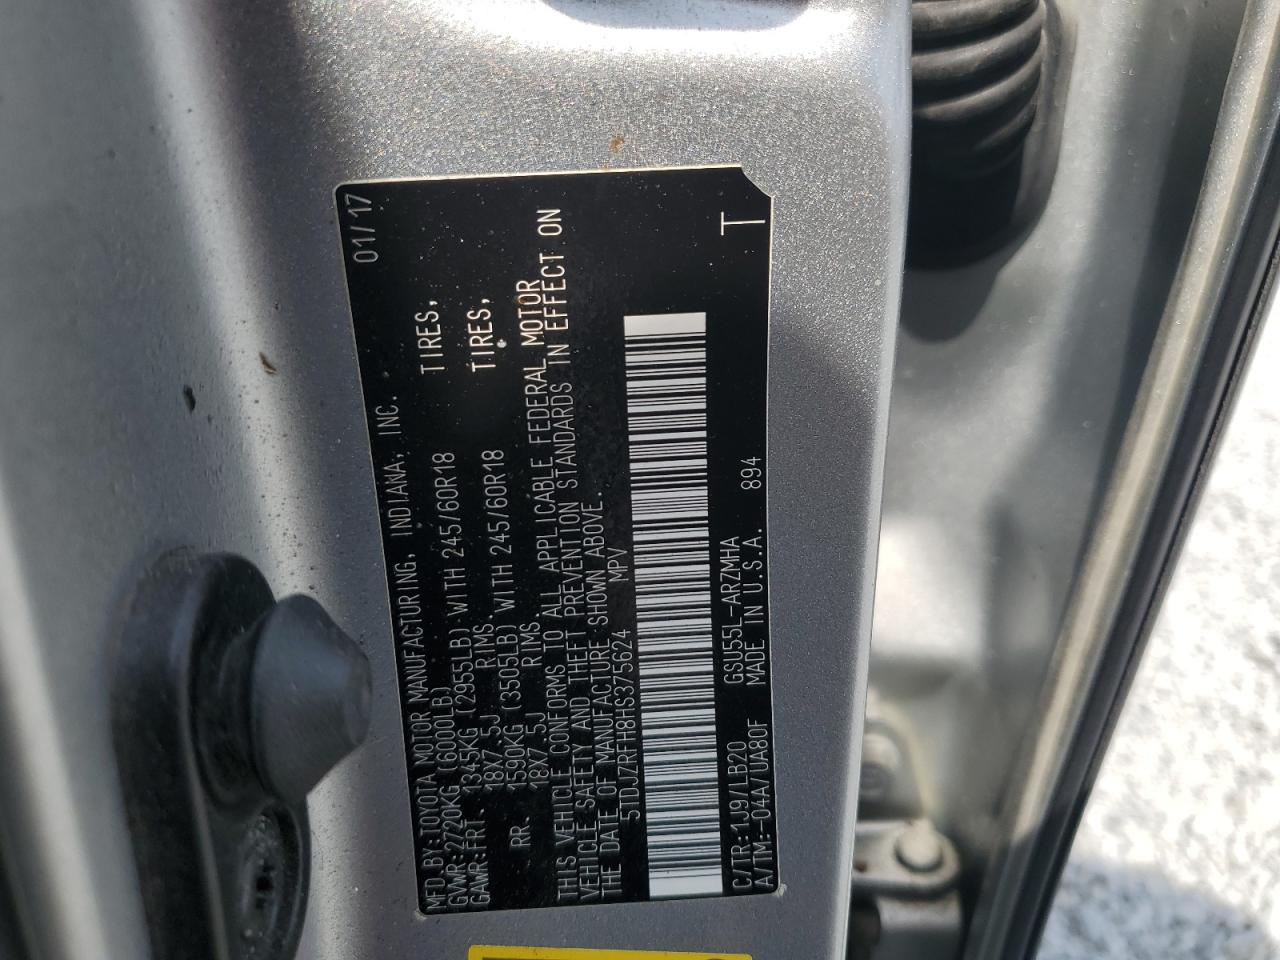 MFD.BY:TOYOTA MOTOR MANUFACTURING, INDIANA, INC. 01/17
GVWR:2720KG (6000LB)
GAWR:FRT. 1345KG (2955LB) WITH 245/60R18 TIRES,
18X7.5J RIMS.
RR. 1590KG (3505LB) WITH 245/60R18 TIRES,
18X7.5J RIMS.
THIS VEHICLE CONFORMS TO ALL APPLICABLE FEDERAL MOTOR
VEHICLE SAFETY AND THEFT PREVENTION STANDARDS IN EFFECT ON
THE DATE OF MANUFACTURE SHOWN ABOVE.
5TDJZRFH8HS375624 MPV
C/TR:1J9/LB20 GSU55L-ARZMHA
A/TM:-04A/UA80F MADE IN U.S.A. 894
T